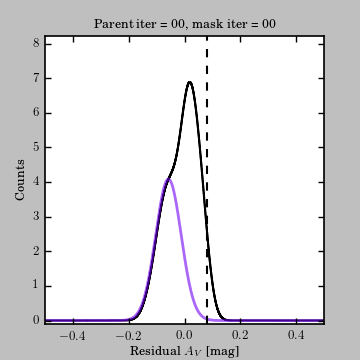 Parent iter = 00, mask iter = 00
Counts
8
7
6
5
4
3
2
1
0
−0.4 −0.2 0.0 0.2 0.4
Residual A_V [mag]